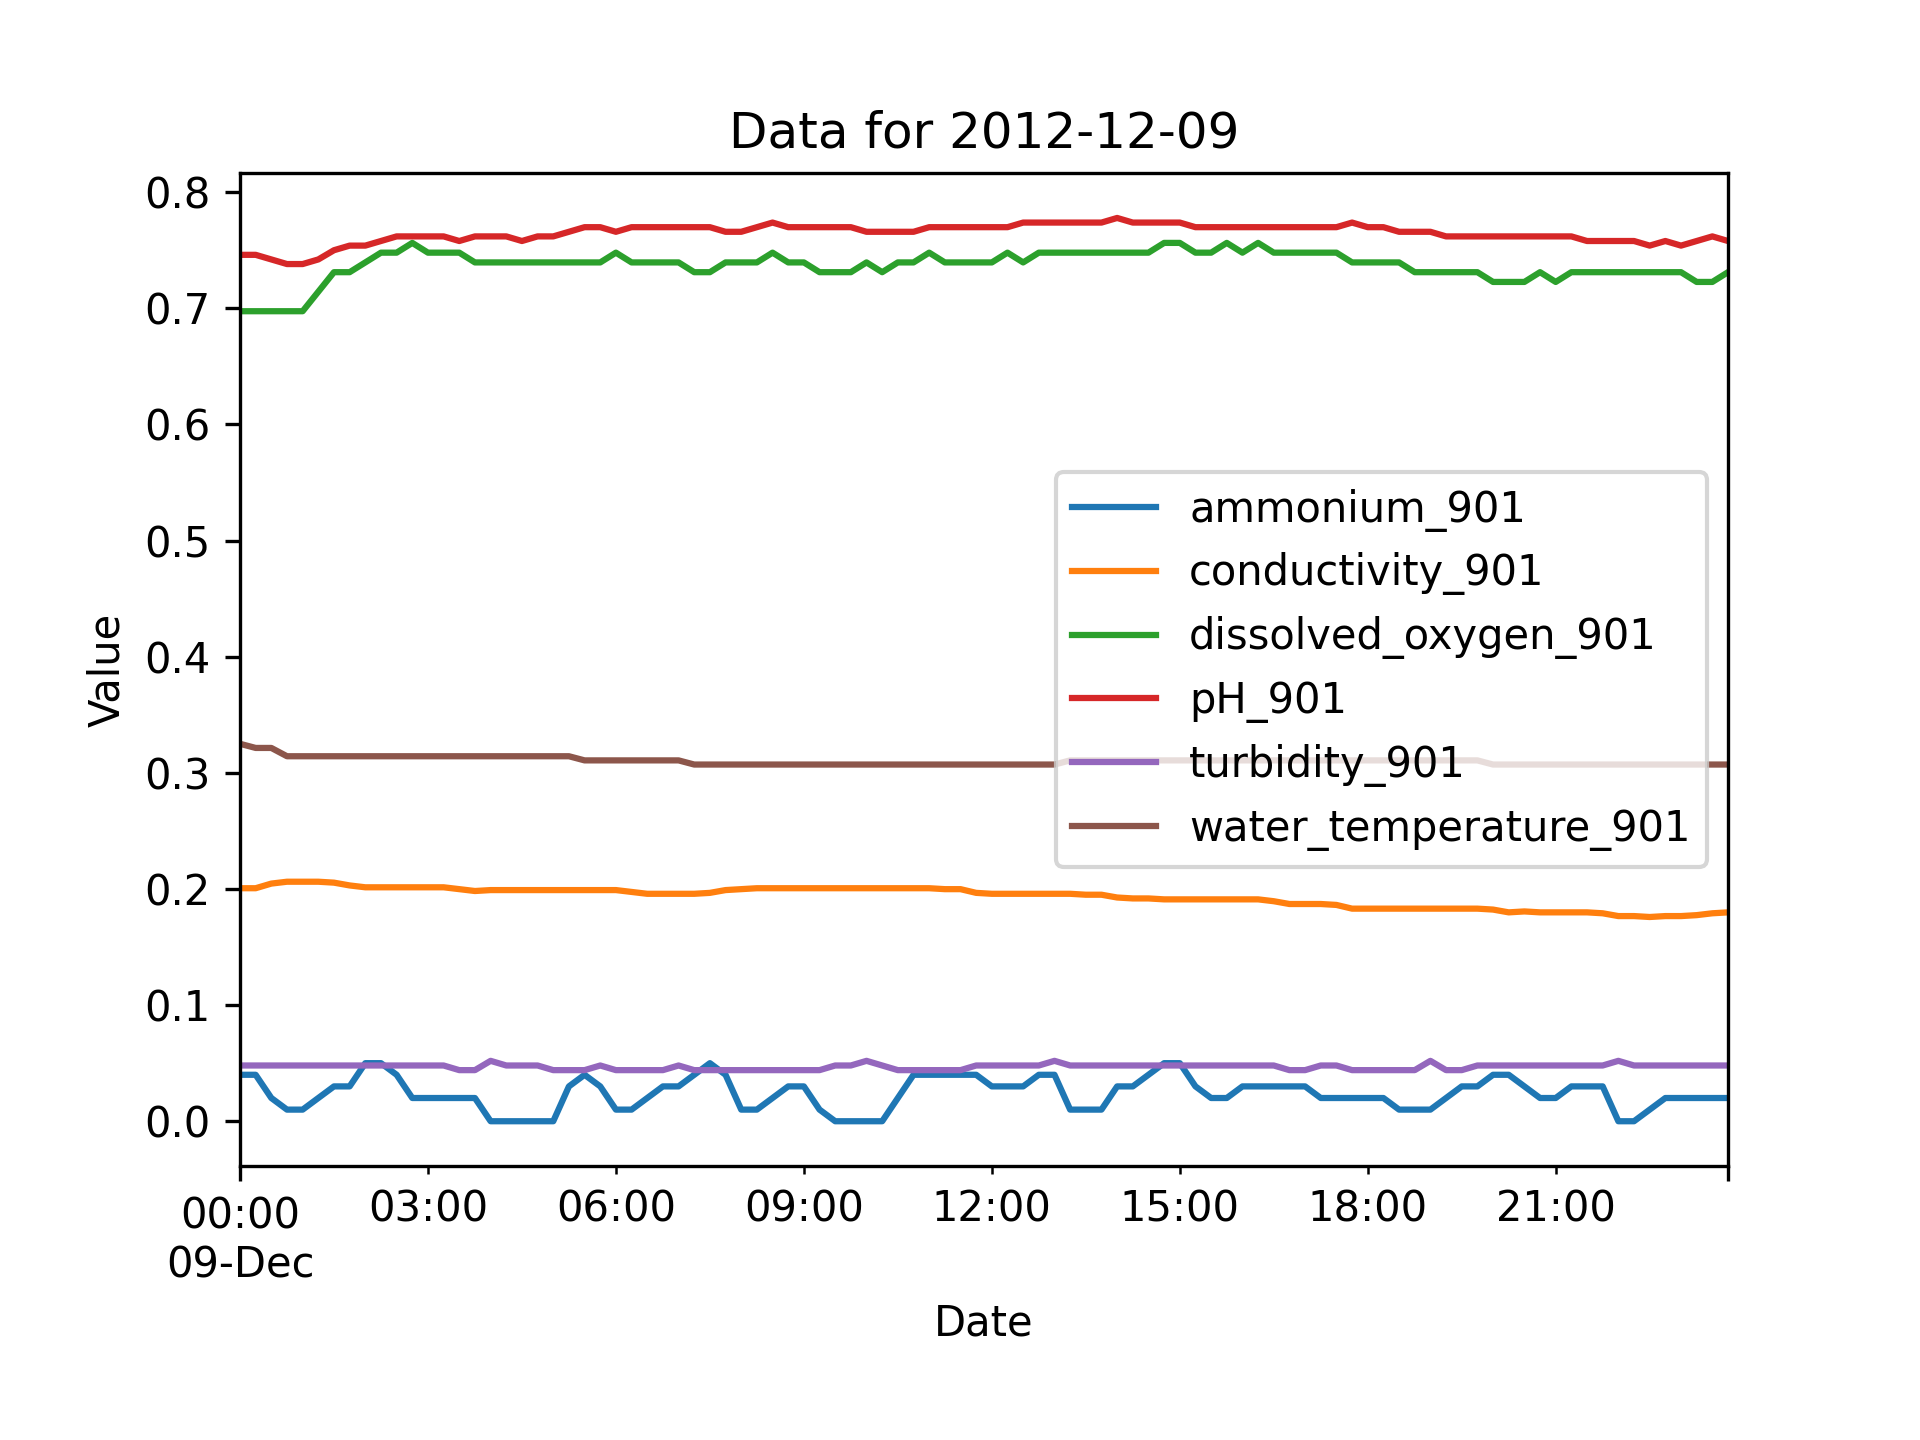 Data for 2012-12-09
0.8
0.7
0.6
0.5
0.4
0.3
0.2
0.1
0.0
Value
ammonium_901
conductivity_901
dissolved_oxygen_901
pH_901
turbidity_901
water_temperature_901
00:00 03:00 06:00 09:00 12:00 15:00 18:00 21:00
09-Dec
Date